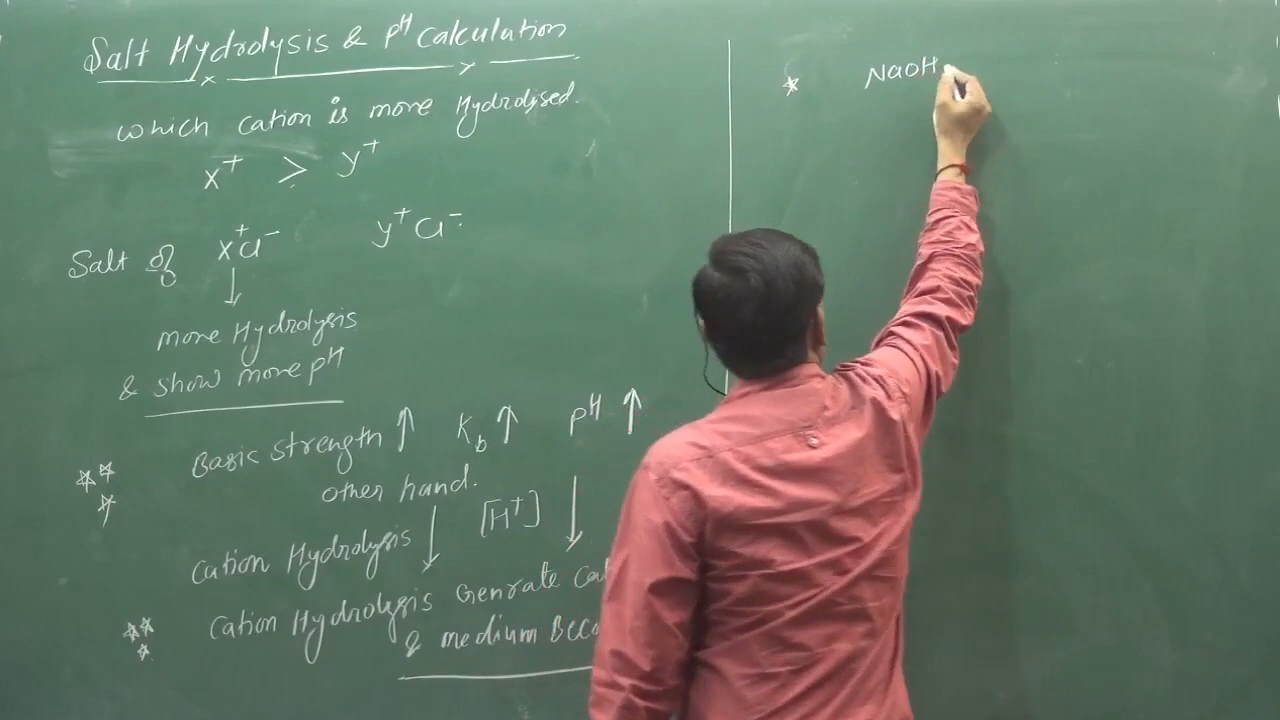 Salt Hydrolysis & pH calculation
which cation is more Hydrolysed.
x+ > y+
Salt of x+Cl- y+Cl-
more Hydrolysis
& show more pH
Basic strength ↑ Kb ↑ pH ↑
other hand.
Cation Hydrolysis ↓ [H+] ↓
Cation Hydrolysis Genrate
& medium
NaOH